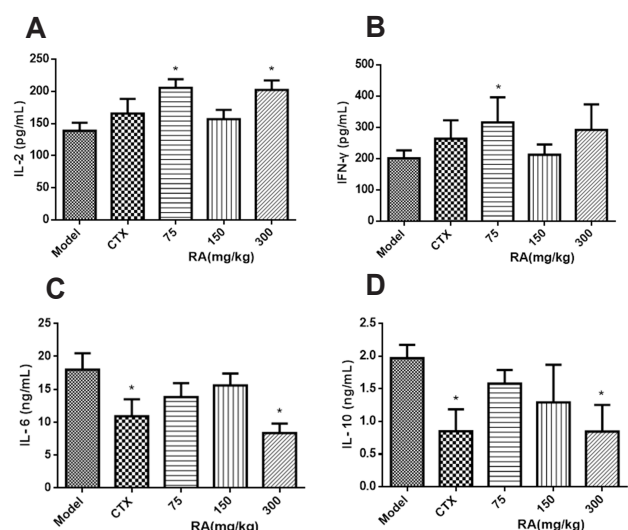 A
IL-2 (pg/mL)
250
200
150
100
50
0
*
*
Model
CTX
75
150
300
RA(mg/kg)
B
IFN-γ (pg/mL)
500
400
300
200
100
0
*
Model
CTX
75
150
300
RA(mg/kg)
C
IL- 6 (ng/mL)
25
20
15
10
5
0
*
*
Model
CTX
75
150
300
RA(mg/kg)
D
IL- 10 (ng/mL)
2.5
2.0
1.5
1.0
0.5
0.0
*
*
Model
CTX
75
150
300
RA(mg/kg)